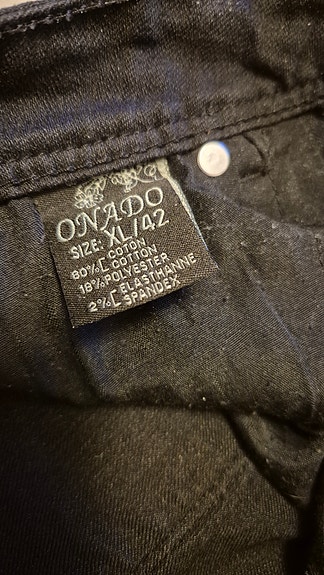 ONADO
SIZE: XL/42
80%[ COTON
COTTON
18%POLYESTER
2%[ ELASTHANNE
SPANDEX